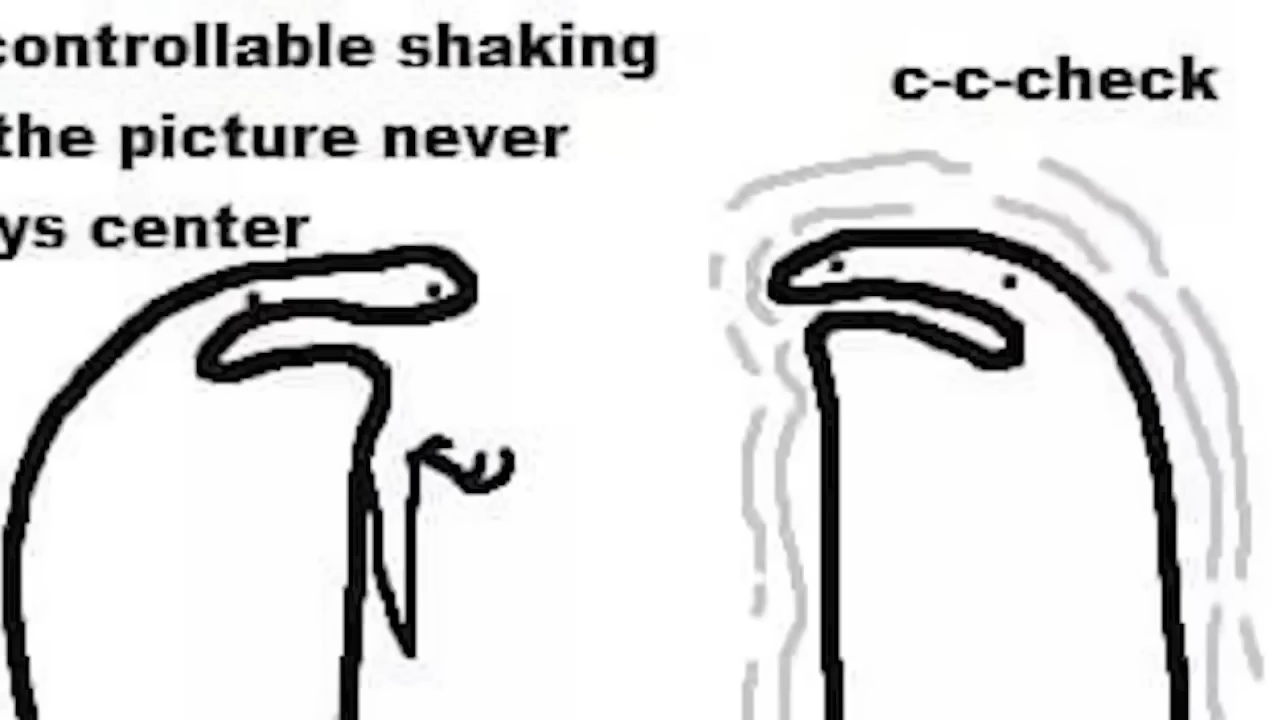 controllable shaking
the picture never
ys center
c-c-check